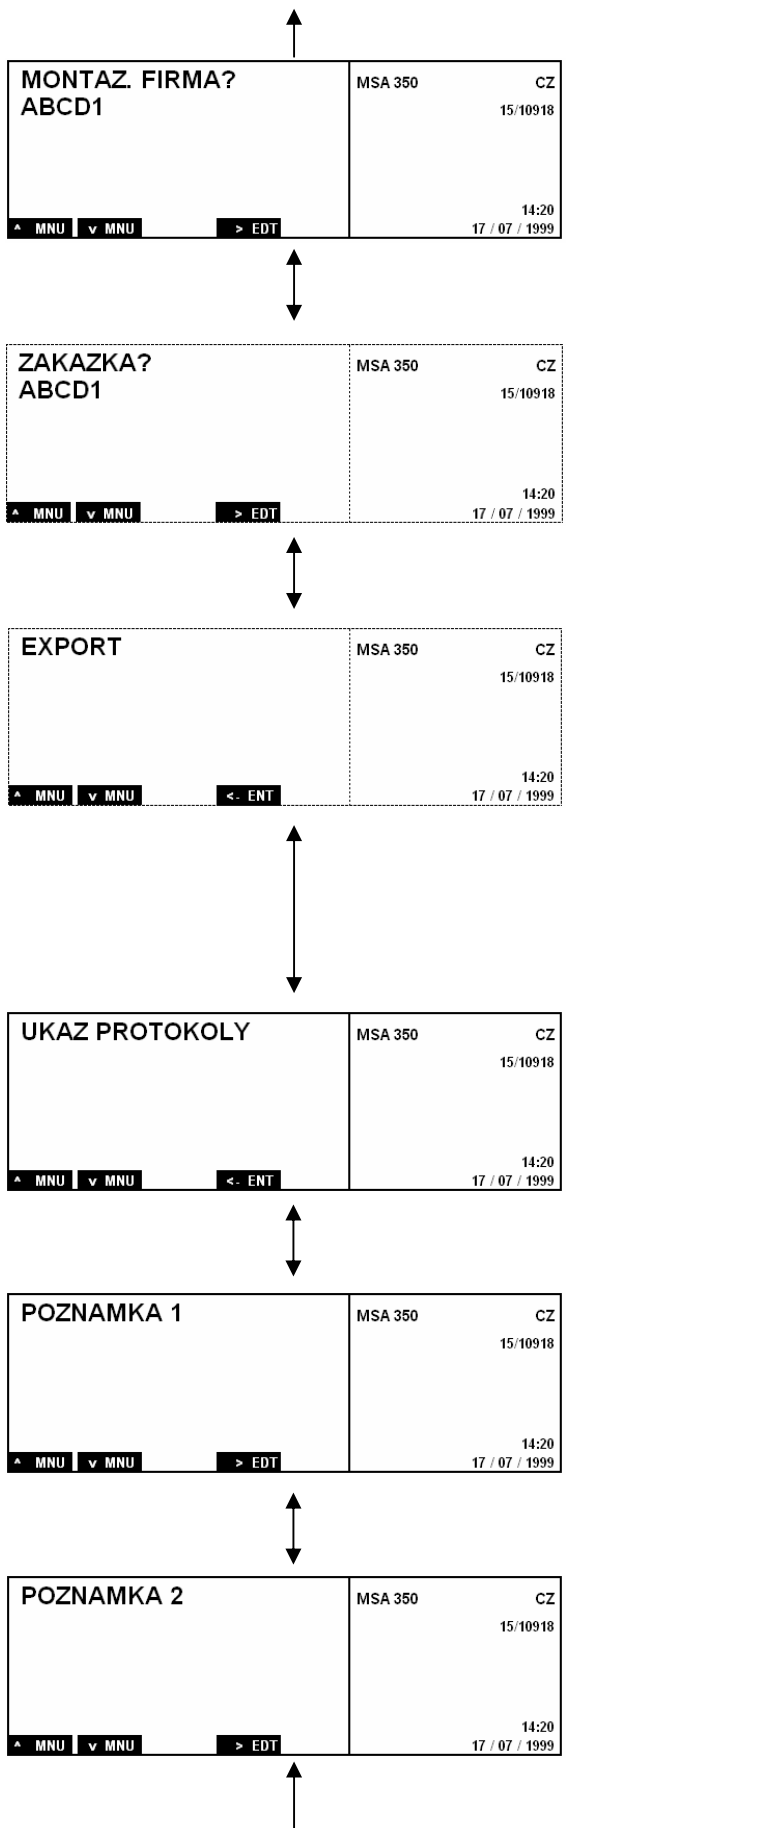 MONTAZ. FIRMA?
ABCD1
MSA 350 CZ
15/10918
14:20
^ MNU v MNU > EDT 17 / 07 / 1999
ZAKAZKA?
ABCD1
MSA 350 CZ
15/10918
14:20
^ MNU v MNU > EDT 17 / 07 / 1999
EXPORT
MSA 350 CZ
15/10918
14:20
^ MNU v MNU <- ENT 17 / 07 / 1999
UKAZ PROTOKOLY
MSA 350 CZ
15/10918
14:20
^ MNU v MNU <- ENT 17 / 07 / 1999
POZNAMKA 1
MSA 350 CZ
15/10918
14:20
^ MNU v MNU > EDT 17 / 07 / 1999
POZNAMKA 2
MSA 350 CZ
15/10918
14:20
^ MNU v MNU > EDT 17 / 07 / 1999